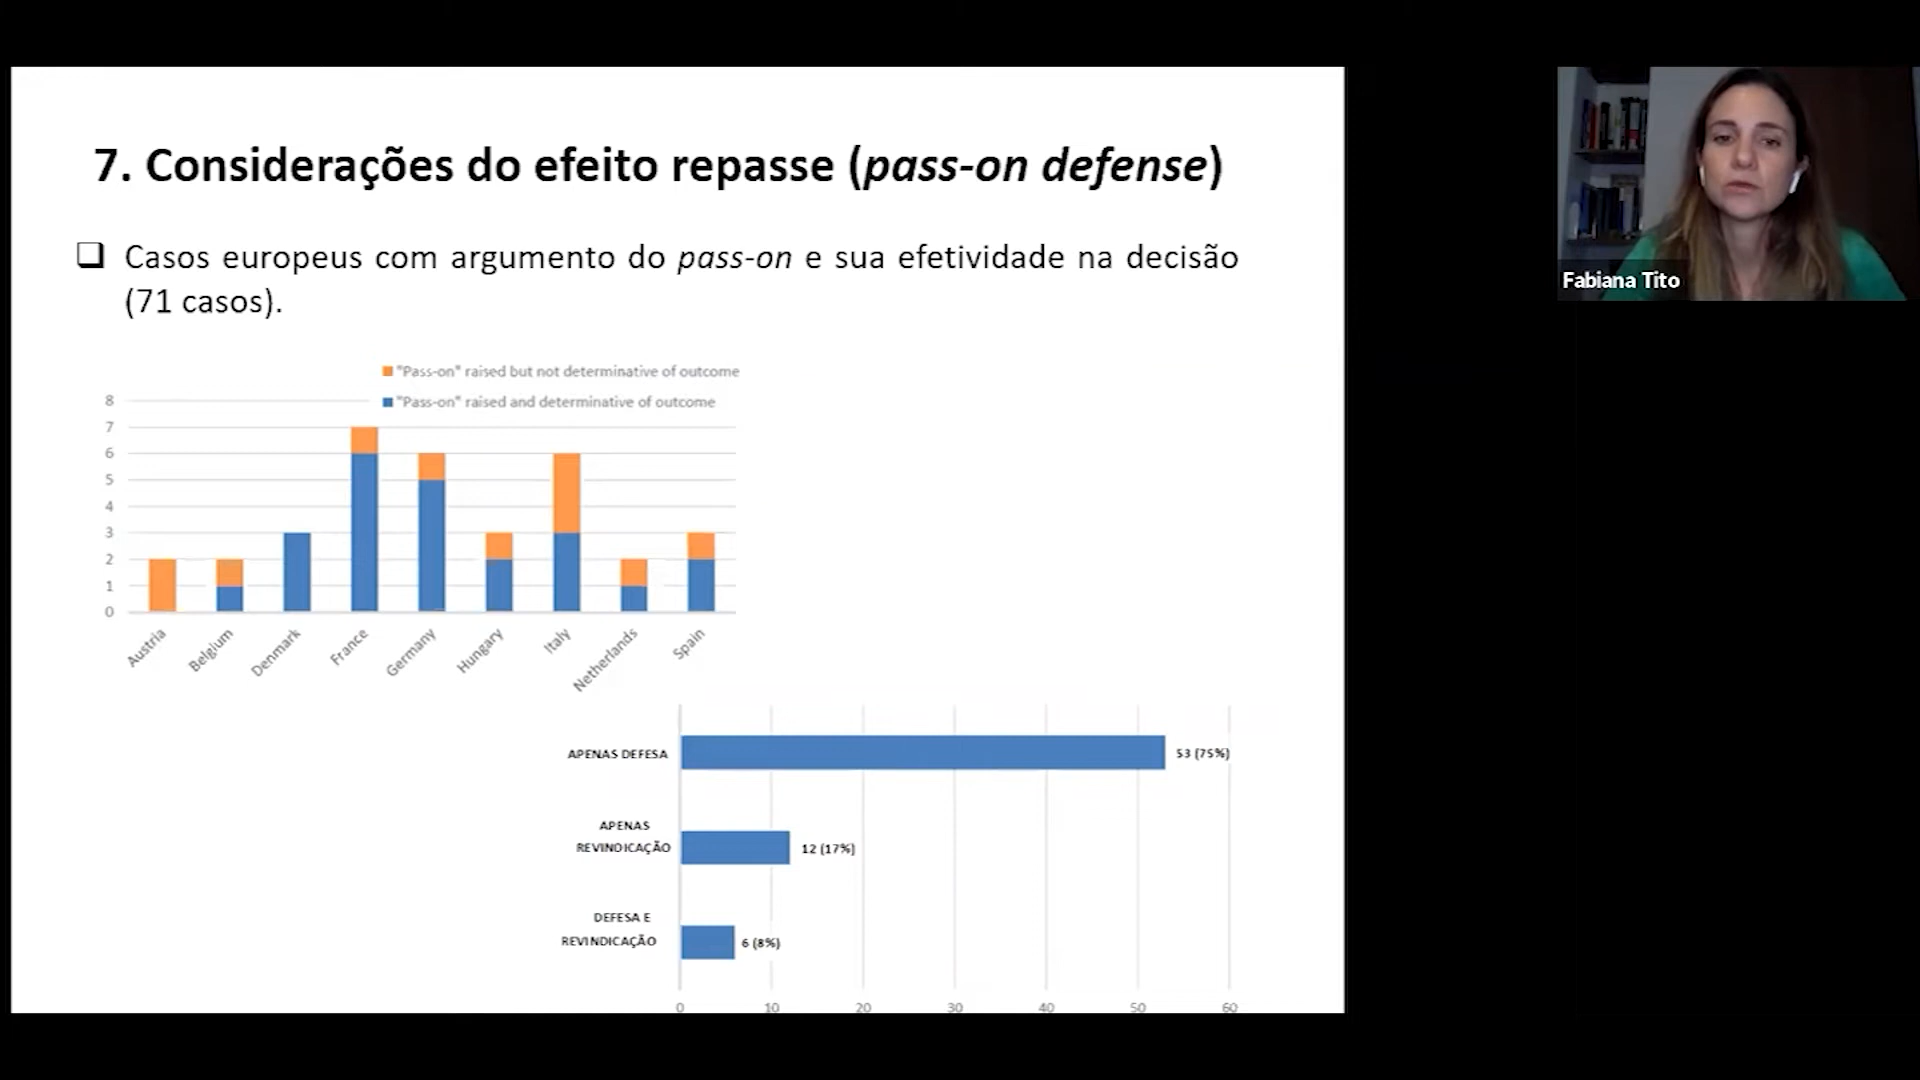 7. Considerações do efeito repasse (pass-on defense)
Casos europeus com argumento do pass-on e sua efetividade na decisão
(71 casos).
"Pass-on" raised but not determinative of outcome
"Pass-on" raised and determinative of outcome
8
7
6
5
4
3
2
1
0
Austria
Belgium
Denmark
France
Germany
Hungary
Italy
Netherlands
Spain
APENAS DEFESA
53 (75%)
APENAS
REVINDICAÇÃO
12 (17%)
DEFESA E
REVINDICAÇÃO
6 (8%)
0 10 20 30 40 50 60
Fabiana Tito